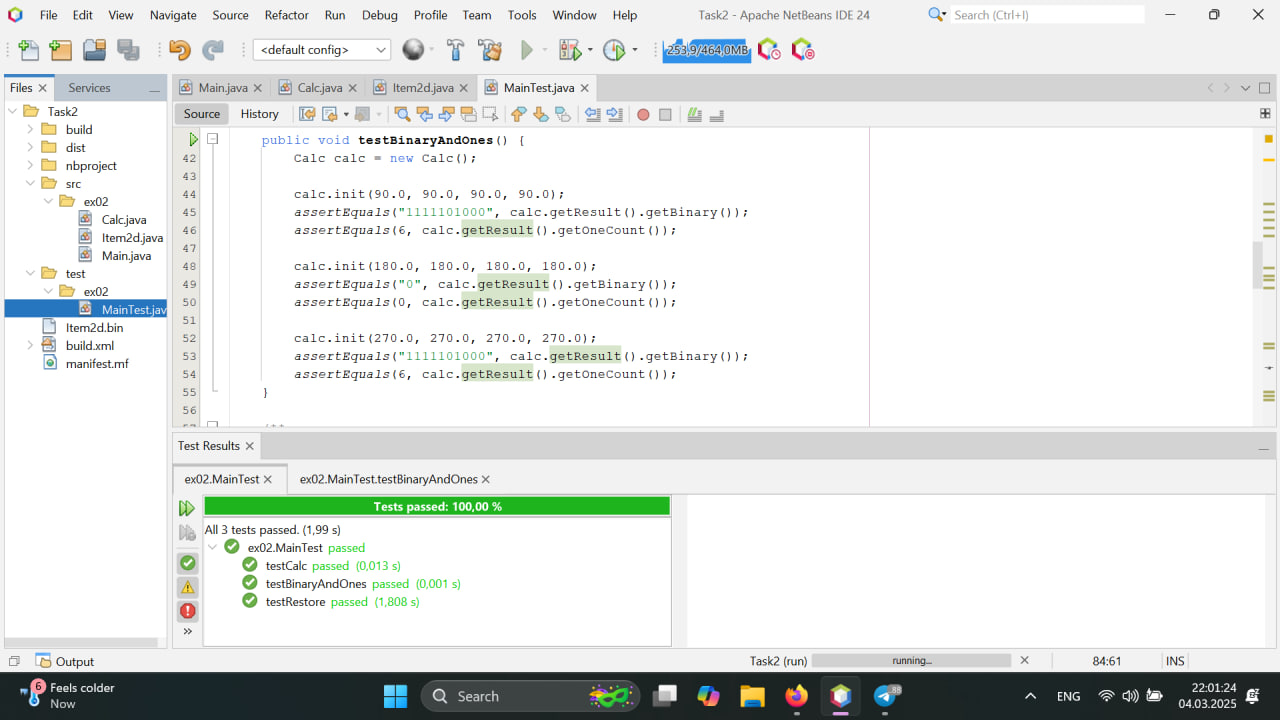 File Edit View Navigate Source Refactor Run Debug Profile Team Tools Window Help Task2 - Apache NetBeans IDE 24 Search (Ctrl+I)
<default config> 253,9/464,0MB
Files Services Main.java Calc.java Item2d.java MainTest.java
Source History
Task2
build
dist
nbproject
src
ex02
Calc.java
Item2d.java
Main.java
test
ex02
MainTest.jav
Item2d.bin
build.xml
manifest.mf
public void testBinaryAndOnes() {
42 Calc calc = new Calc();
43
44 calc.init(90.0, 90.0, 90.0, 90.0);
45 assertEquals("1111101000", calc.getResult().getBinary());
46 assertEquals(6, calc.getResult().getOneCount());
47
48 calc.init(180.0, 180.0, 180.0, 180.0);
49 assertEquals("0", calc.getResult().getBinary());
50 assertEquals(0, calc.getResult().getOneCount());
51
52 calc.init(270.0, 270.0, 270.0, 270.0);
53 assertEquals("1111101000", calc.getResult().getBinary());
54 assertEquals(6, calc.getResult().getOneCount());
55 }
56
Test Results
ex02.MainTest ex02.MainTest.testBinaryAndOnes
Tests passed: 100,00 %
All 3 tests passed. (1,99 s)
ex02.MainTest passed
testCalc passed (0,013 s)
testBinaryAndOnes passed (0,001 s)
testRestore passed (1,808 s)
Output Task2 (run) running... 84:61 INS
6 Feels colder
Now
Search
88
ENG
22:01:24
04.03.2025